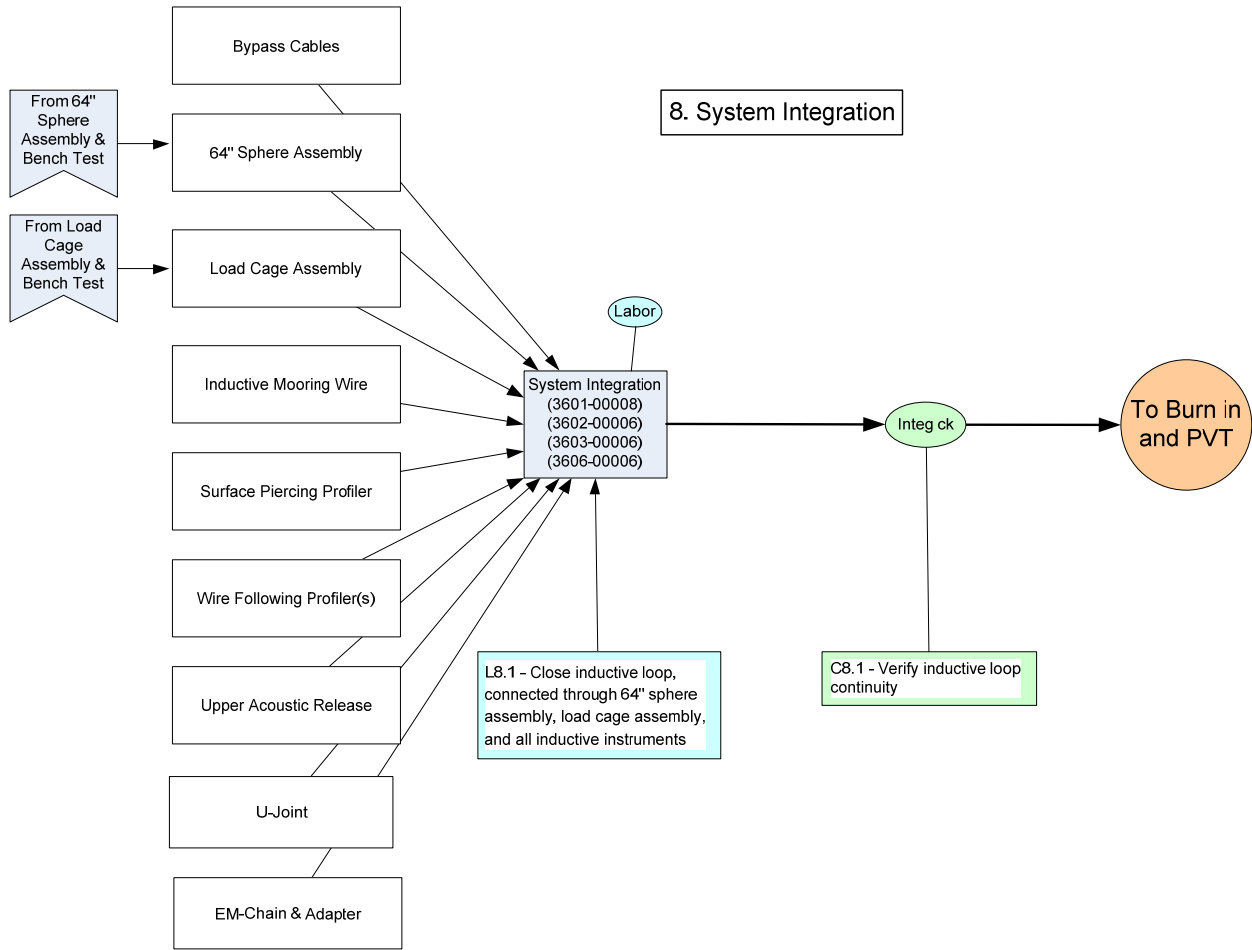 8. System Integration
Bypass Cables
From 64"
Sphere
Assembly &
Bench Test
64" Sphere Assembly
From Load
Cage
Assembly &
Bench Test
Load Cage Assembly
Inductive Mooring Wire
Surface Piercing Profiler
Wire Following Profiler(s)
Upper Acoustic Release
U-Joint
EM-Chain & Adapter
Labor
System Integration
(3601-00008)
(3602-00006)
(3603-00006)
(3606-00006)
L8.1 – Close inductive loop,
connected through 64" sphere
assembly, load cage assembly,
and all inductive instruments
Integ ck
C8.1 - Verify inductive loop
continuity
To Burn in
and PVT